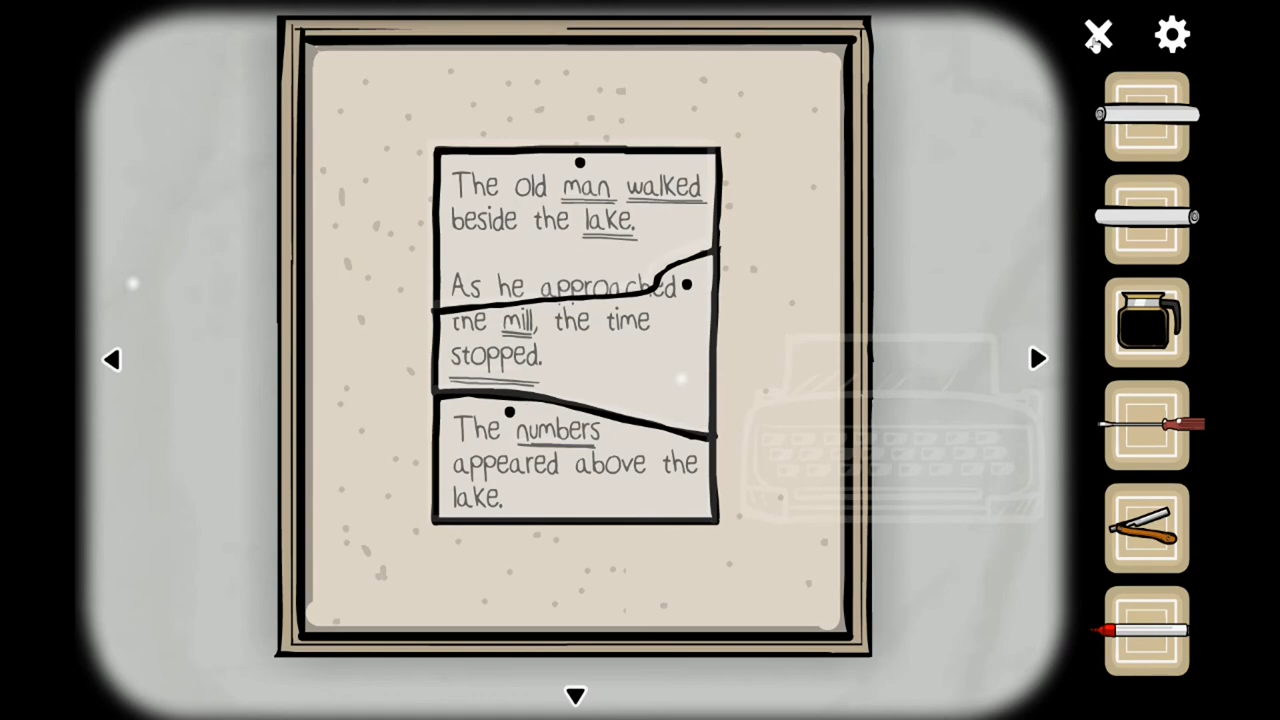 The old man walked
beside the lake.
As he approached
the mill, the time
stopped.
The numbers
appeared above the
lake.